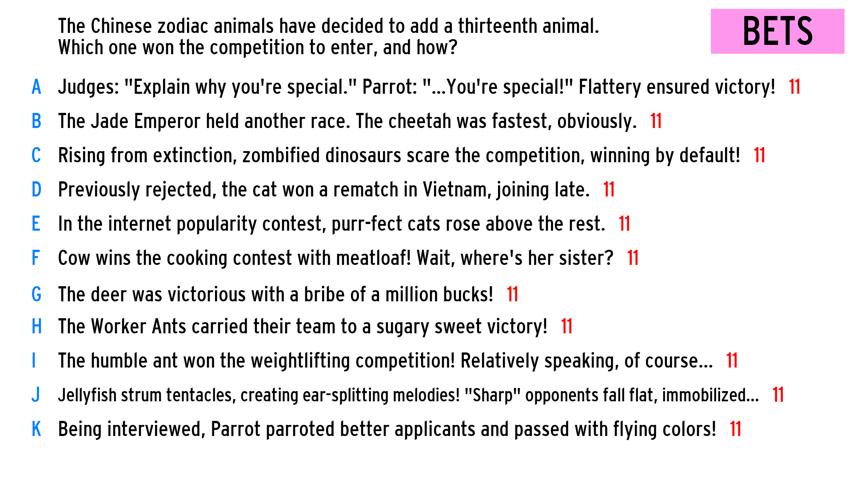 The Chinese zodiac animals have decided to add a thirteenth animal.
Which one won the competition to enter, and how?
BETS
A Judges: "Explain why you're special." Parrot: "...You're special!" Flattery ensured victory! 11
B The Jade Emperor held another race. The cheetah was fastest, obviously. 11
C Rising from extinction, zombified dinosaurs scare the competition, winning by default! 11
D Previously rejected, the cat won a rematch in Vietnam, joining late. 11
E In the internet popularity contest, purr-fect cats rose above the rest. 11
F Cow wins the cooking contest with meatloaf! Wait, where's her sister? 11
G The deer was victorious with a bribe of a million bucks! 11
H The Worker Ants carried their team to a sugary sweet victory! 11
I The humble ant won the weightlifting competition! Relatively speaking, of course... 11
J Jellyfish strum tentacles, creating ear-splitting melodies! "Sharp" opponents fall flat, immobilized... 11
K Being interviewed, Parrot parroted better applicants and passed with flying colors! 11